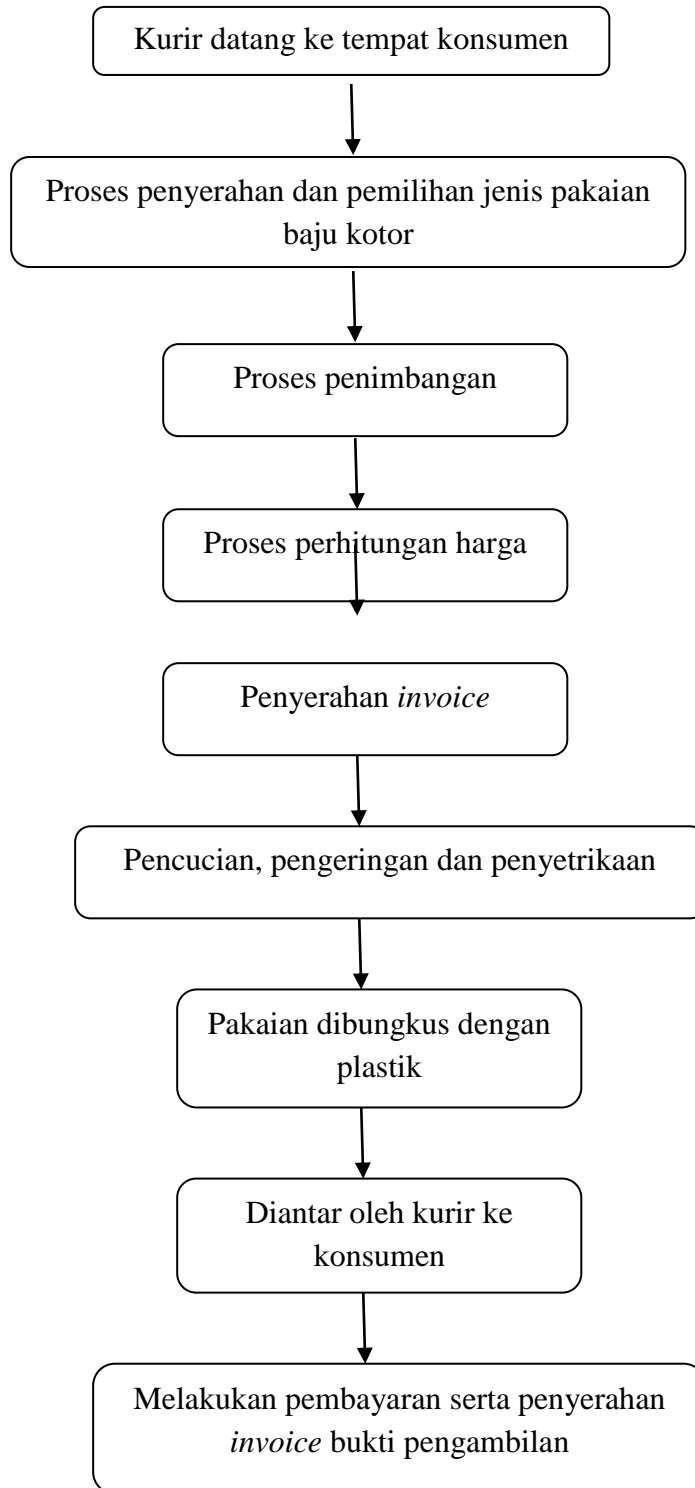 Kurir datang ke tempat konsumen
Proses penyerahan dan pemilihan jenis pakaian
baju kotor
Proses penimbangan
Proses perhitungan harga
Penyerahan invoice
Pencucian, pengeringan dan penyetrikaan
Pakaian dibungkus dengan
plastik
Diantar oleh kurir ke
konsumen
Melakukan pembayaran serta penyerahan
invoice bukti pengambilan